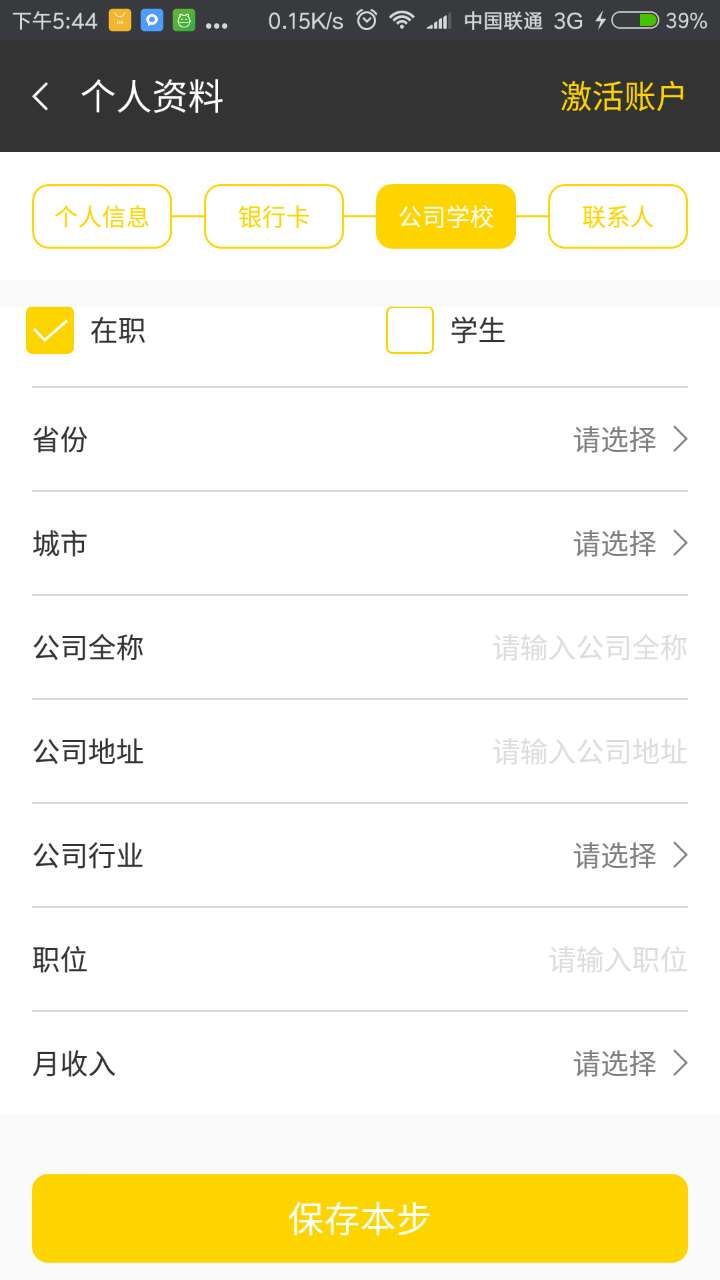 下午5:44 0.15K/s 中国联通 3G 39%
个人资料 激活账户
个人信息 银行卡 公司学校 联系人
在职 学生
省份 请选择
城市 请选择
公司全称 请输入公司全称
公司地址 请输入公司地址
公司行业 请选择
职位 请输入职位
月收入 请选择
保存本步